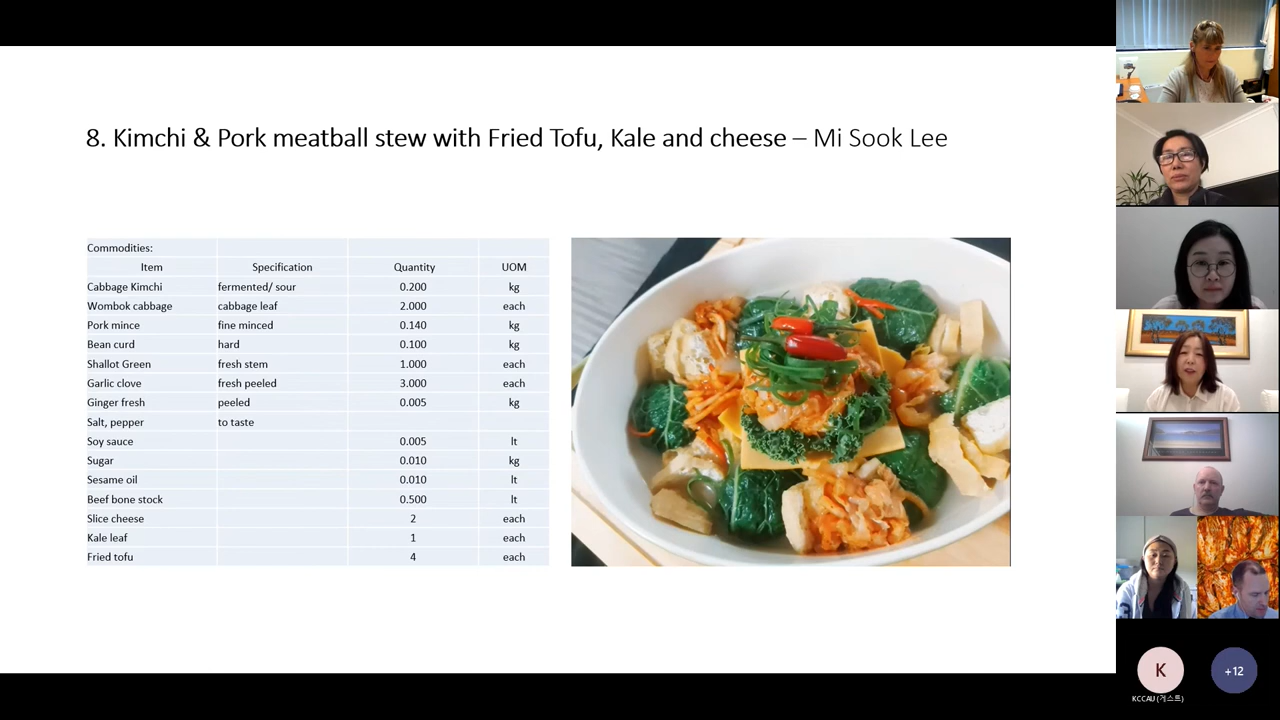 8. Kimchi & Pork meatball stew with Fried Tofu, Kale and cheese – Mi Sook Lee
Commodities:
Item Specification Quantity UOM
Cabbage Kimchi fermented/ sour 0.200 kg
Wombok cabbage cabbage leaf 2.000 each
Pork mince fine minced 0.140 kg
Bean curd hard 0.100 kg
Shallot Green fresh stem 1.000 each
Garlic clove fresh peeled 3.000 each
Ginger fresh peeled 0.005 kg
Salt, pepper to taste
Soy sauce 0.005 lt
Sugar 0.010 kg
Sesame oil 0.010 lt
Beef bone stock 0.500 lt
Slice cheese 2 each
Kale leaf 1 each
Fried tofu 4 each
K
+12
KCCAU (게스트)